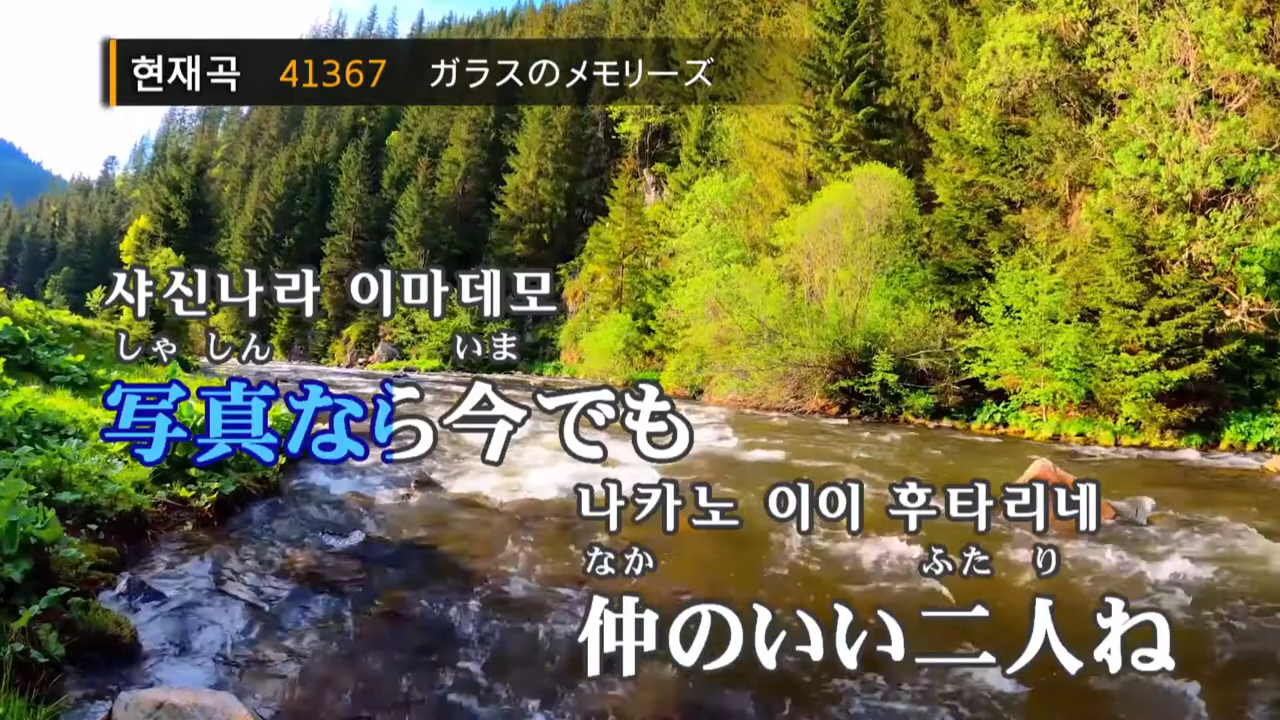 현재곡 41367 ガラスのメモリーズ
샤신나라 이마데모
しゃ しん いま
写真なら今でも
나카노 이이 후타리네
なか ふた り
仲のいい二人ね